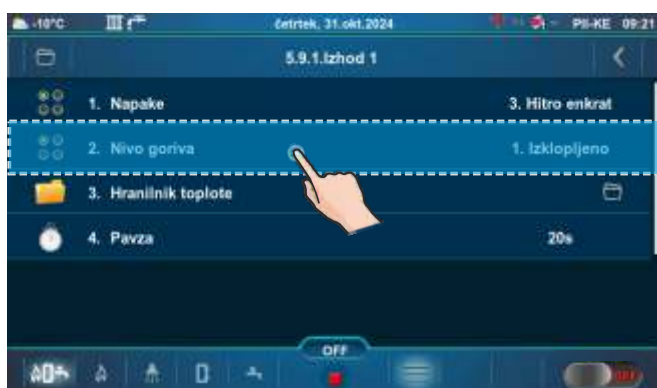 -10°C četrtek, 31.okt.2024 PII-KE 09:21
5.9.1.Izhod 1
1. Napake 3. Hitro enkrat
2. Nivo goriva 1. Izklopljeno
3. Hranilnik toplote
4. Pavza 20s
OFF
OFF